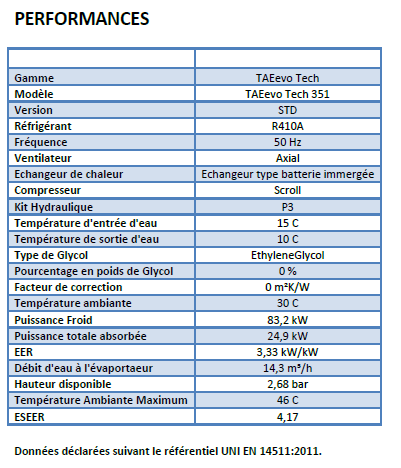 PERFORMANCES
Gamme TAEevo Tech
Modèle TAEevo Tech 351
Version STD
Réfrigérant R410A
Fréquence 50 Hz
Ventilateur Axial
Echangeur de chaleur Echangeur type batterie immergée
Compresseur Scroll
Kit Hydraulique P3
Température d'entrée d'eau 15 C
Température de sortie d'eau 10 C
Type de Glycol EthyleneGlycol
Pourcentage en poids de Glycol 0 %
Facteur de correction 0 m²K/W
Température ambiante 30 C
Puissance Froid 83,2 kW
Puissance totale absorbée 24,9 kW
EER 3,33 kW/kW
Débit d'eau à l'évaportaeur 14,3 m³/h
Hauteur disponible 2,68 bar
Température Ambiante Maximum 46 C
ESEER 4,17
Données déclarées suivant le référentiel UNI EN 14511:2011.